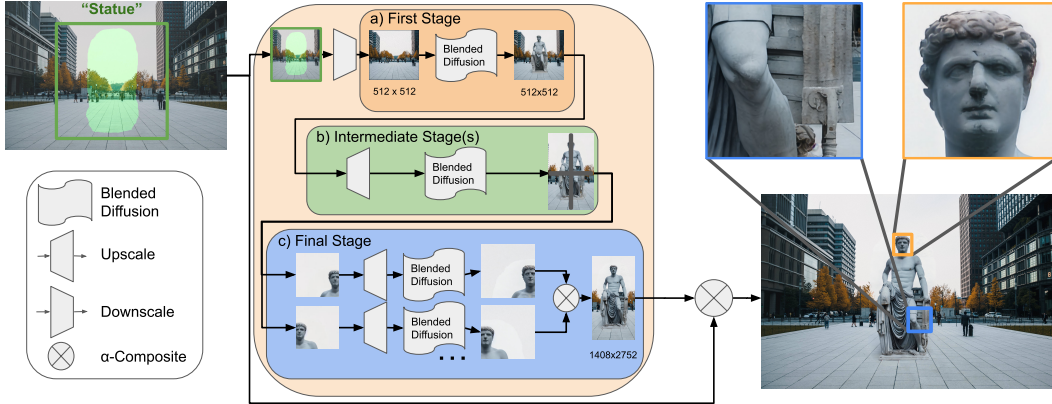 “Statue”
a) First Stage
Blended
Diffusion
512 x 512
512x512
b) Intermediate Stage(s)
Blended
Diffusion
c) Final Stage
Blended
Diffusion
Blended
Diffusion
...
1408x2752
Blended
Diffusion
Upscale
Downscale
α-Composite